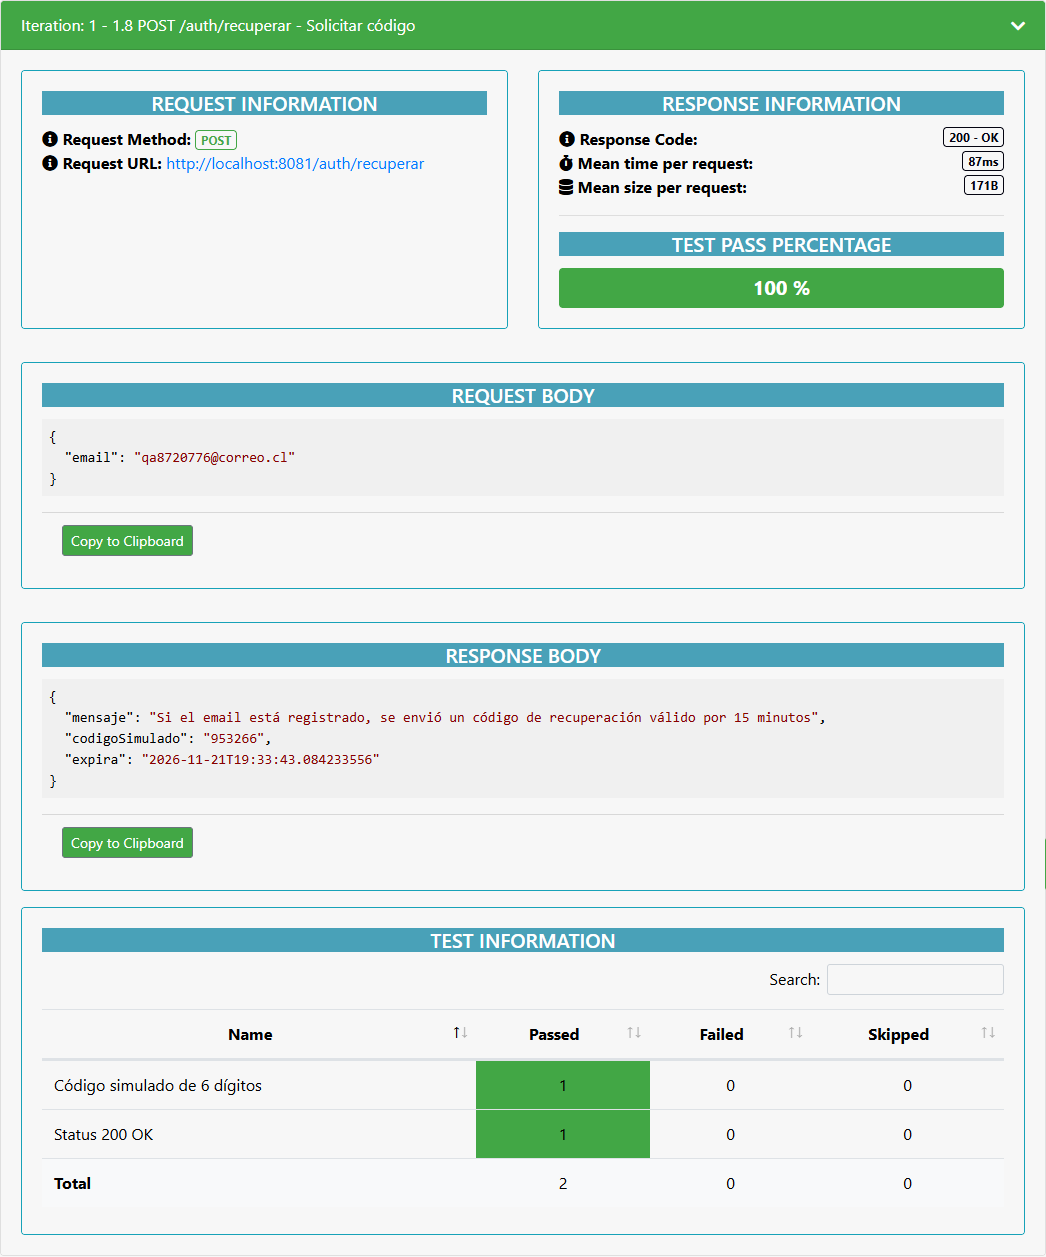 Iteration: 1 - 1.8 POST /auth/recuperar - Solicitar código
REQUEST INFORMATION
Request Method: POST
Request URL: http://localhost:8081/auth/recuperar
RESPONSE INFORMATION
Response Code: 200 - OK
Mean time per request: 87ms
Mean size per request: 171B
TEST PASS PERCENTAGE
100 %
REQUEST BODY
{
  "email": "qa8720776@correo.cl"
}
Copy to Clipboard
RESPONSE BODY
{
  "mensaje": "Si el email está registrado, se envió un código de recuperación válido por 15 minutos",
  "codigoSimulado": "953266",
  "expira": "2026-11-21T19:33:43.084233556"
}
Copy to Clipboard
TEST INFORMATION
Search:
Name Passed Failed Skipped
Código simulado de 6 dígitos 1 0 0
Status 200 OK 1 0 0
Total 2 0 0